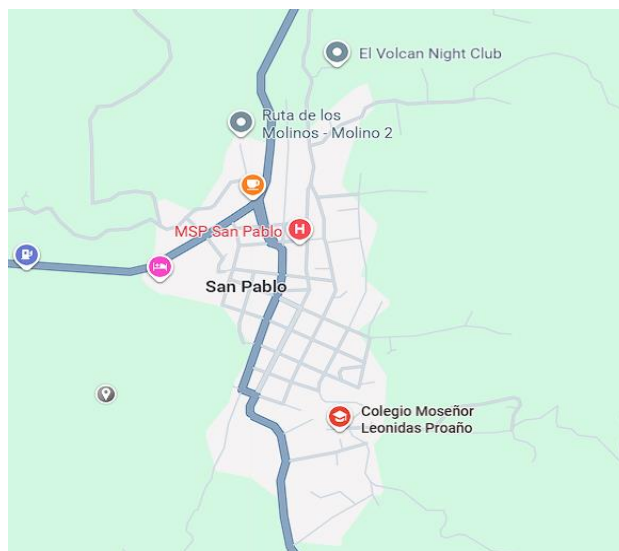 El Volcan Night Club
Ruta de los
Molinos - Molino 2
MSP San Pablo
H
San Pablo
Colegio Moseñor
Leonidas Proaño